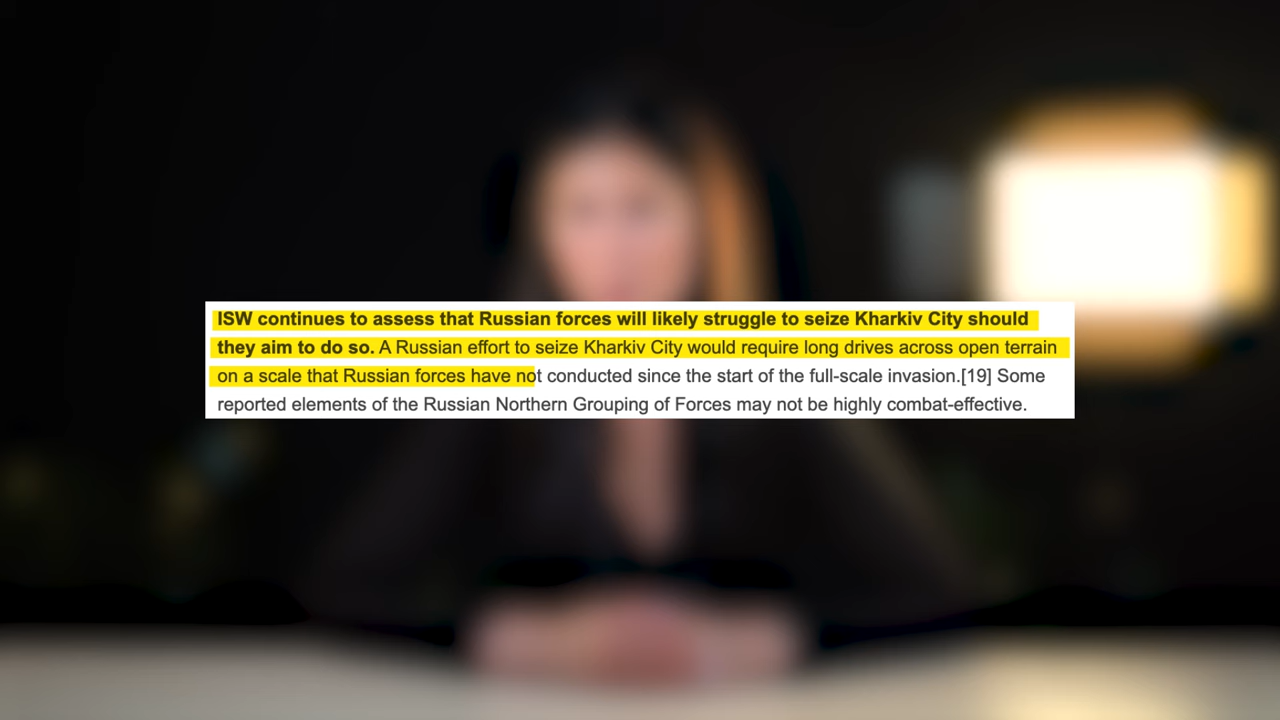 ISW continues to assess that Russian forces will likely struggle to seize Kharkiv City should
they aim to do so. A Russian effort to seize Kharkiv City would require long drives across open terrain
on a scale that Russian forces have not conducted since the start of the full-scale invasion.[19] Some
reported elements of the Russian Northern Grouping of Forces may not be highly combat-effective.